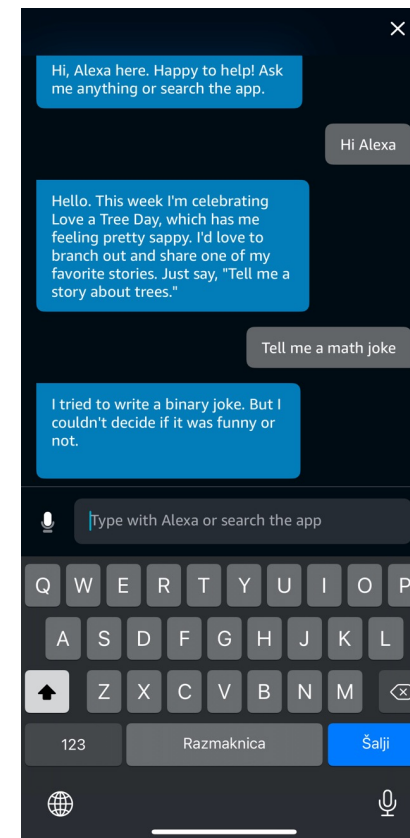 Hi, Alexa here. Happy to help! Ask
me anything or search the app.
Hi Alexa
Hello. This week I'm celebrating
Love a Tree Day, which has me
feeling pretty sappy. I'd love to
branch out and share one of my
favorite stories. Just say, "Tell me a
story about trees."
Tell me a math joke
I tried to write a binary joke. But I
couldn't decide if it was funny or
not.
Type with Alexa or search the app
Q W E R T Y U I O P
A S D F G H J K L
Z X C V B N M
123 Razmaknica Šalji